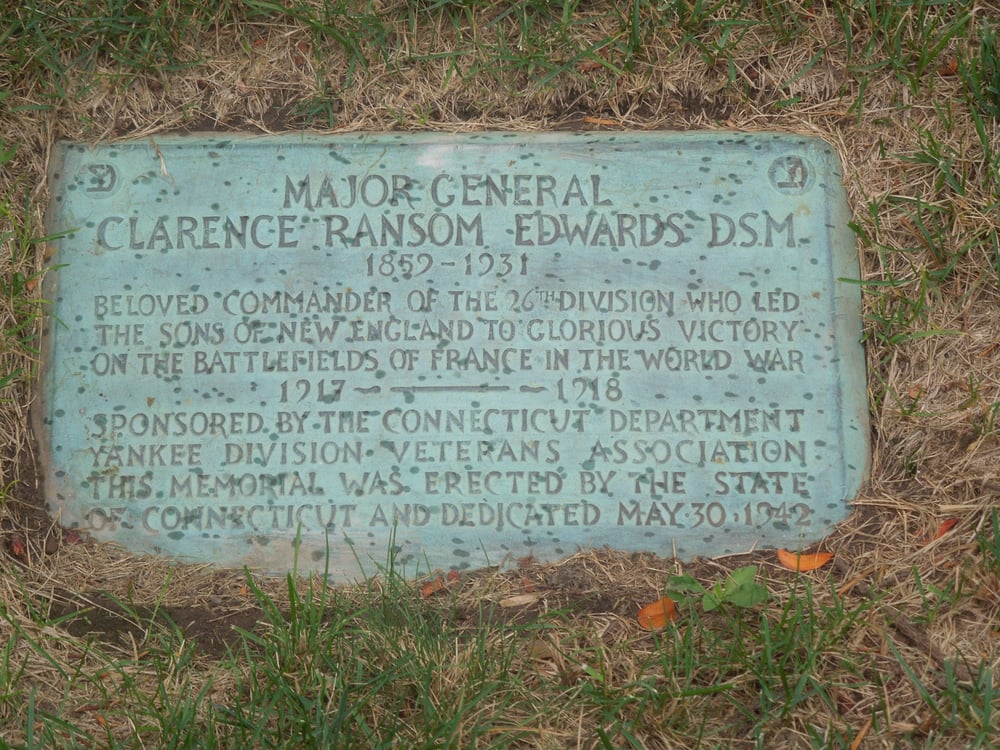 MAJOR GENERAL
CLARENCE RANSOM EDWARDS D.S.M.
1859-1931
BELOVED COMMANDER OF THE 26TH DIVISION WHO LED
THE SONS OF NEW ENGLAND TO GLORIOUS VICTORY
ON THE BATTLEFIELDS OF FRANCE IN THE WORLD WAR
1917 ~——~ 1918
SPONSORED BY THE CONNECTICUT DEPARTMENT
YANKEE DIVISION VETERANS ASSOCIATION
THIS MEMORIAL WAS ERECTED BY THE STATE
OF CONNECTICUT AND DEDICATED MAY 30, 1942